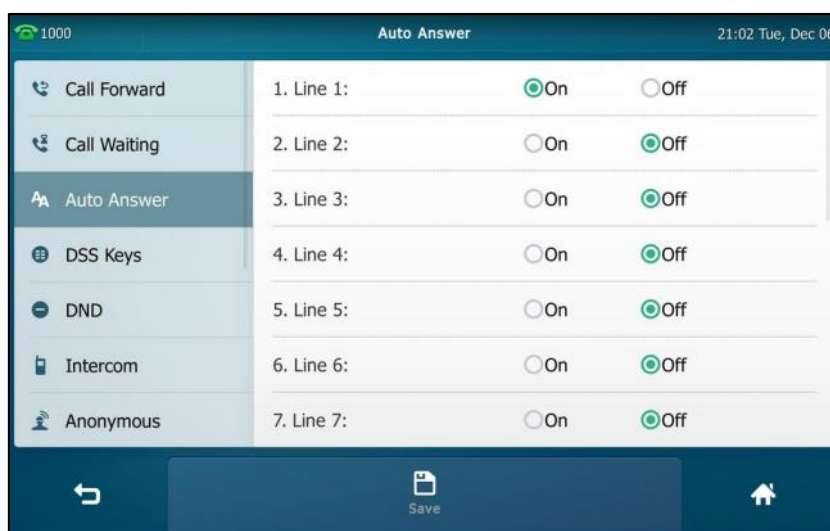 1000 Auto Answer 21:02 Tue, Dec 06
Call Forward
Call Waiting
AA Auto Answer
DSS Keys
DND
Intercom
Anonymous
1. Line 1: On Off
2. Line 2: On Off
3. Line 3: On Off
4. Line 4: On Off
5. Line 5: On Off
6. Line 6: On Off
7. Line 7: On Off
Save